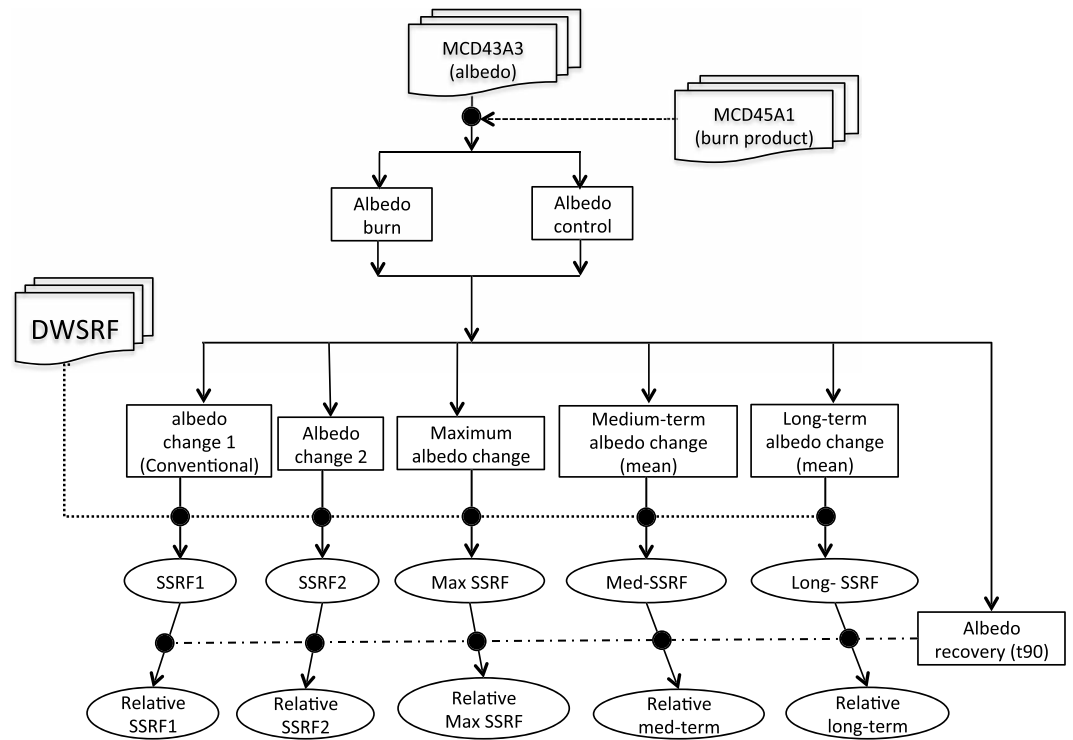 MCD43A3
(albedo)
MCD45A1
(burn product)
Albedo
burn
Albedo
control
DWSRF
albedo
change 1
(Conventional)
Albedo
change 2
Maximum
albedo change
Medium-term
albedo change
(mean)
Long-term
albedo change
(mean)
SSRF1
SSRF2
Max SSRF
Med-SSRF
Long- SSRF
Albedo
recovery (t90)
Relative
SSRF1
Relative
SSRF2
Relative
Max SSRF
Relative
med-term
Relative
long-term